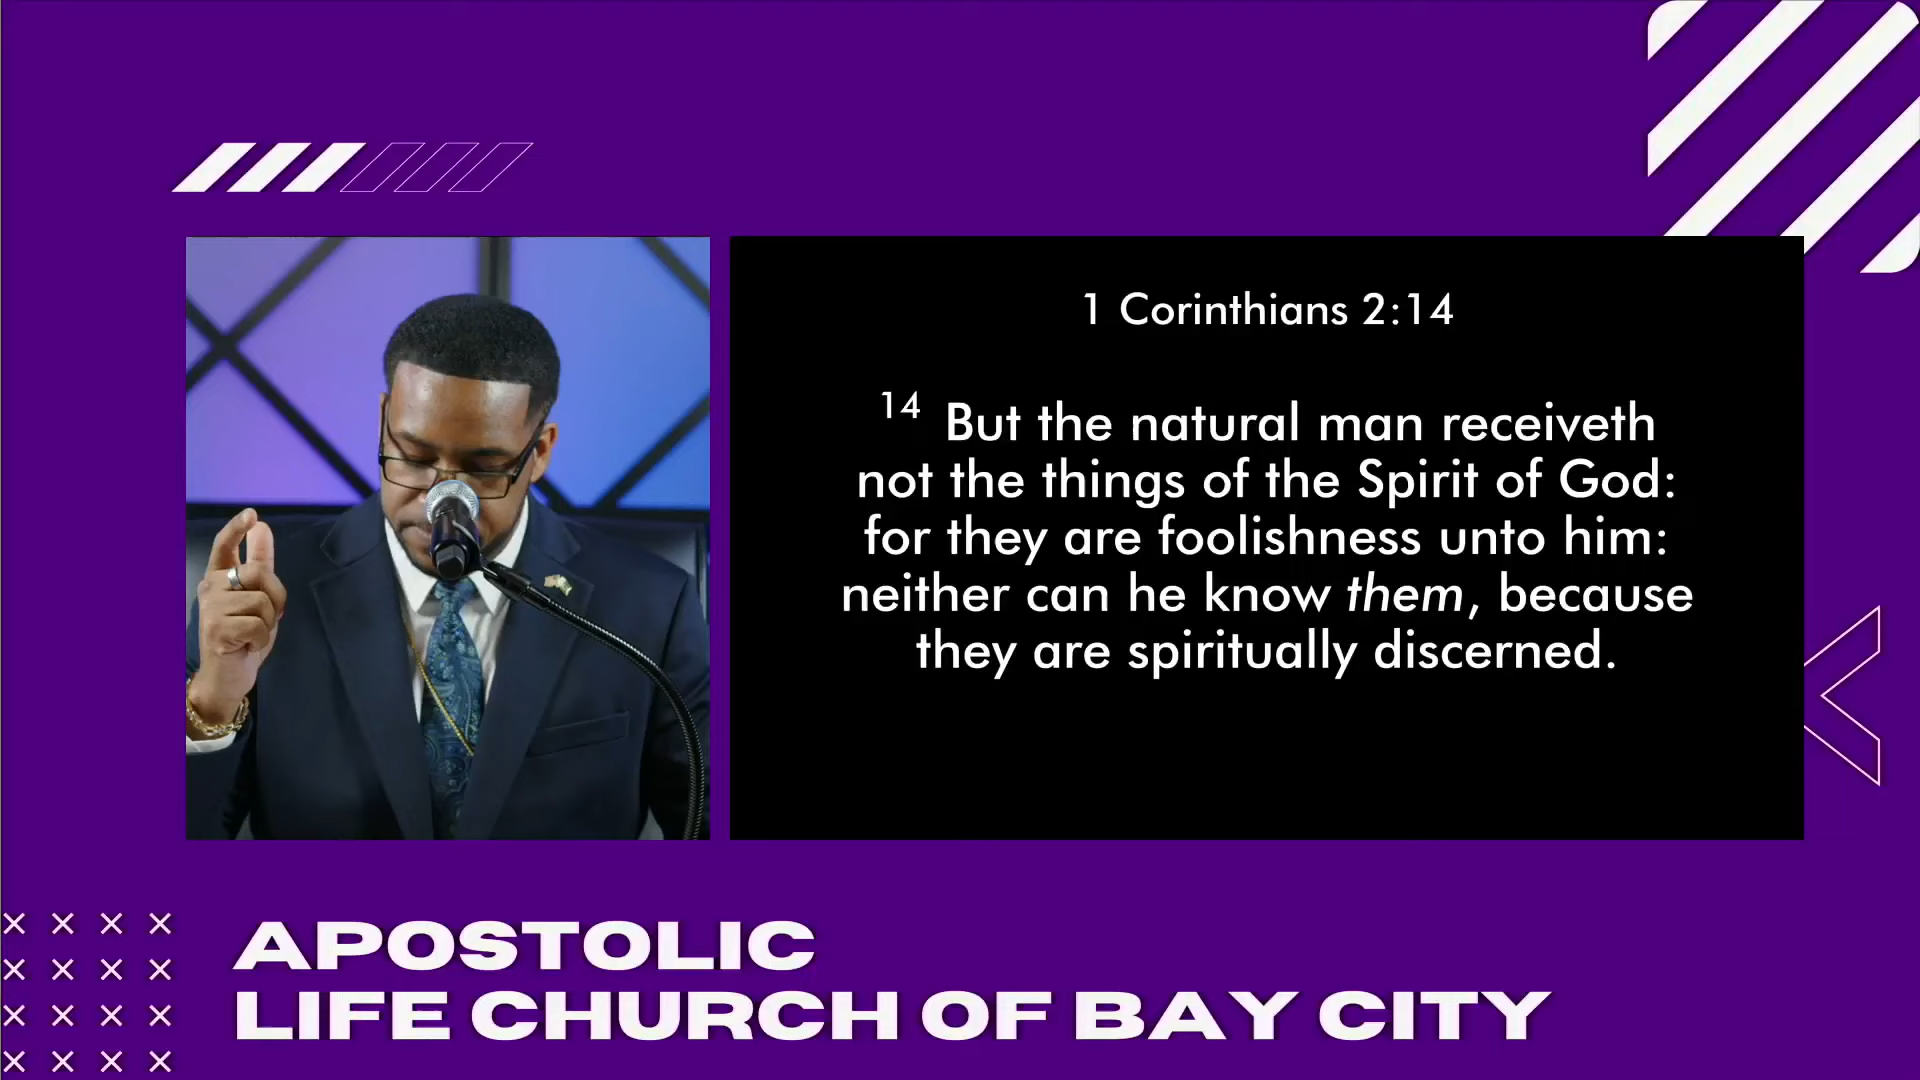 1 Corinthians 2:14
14 But the natural man receiveth
not the things of the Spirit of God:
for they are foolishness unto him:
neither can he know them, because
they are spiritually discerned.
APOSTOLIC
LIFE CHURCH OF BAY CITY